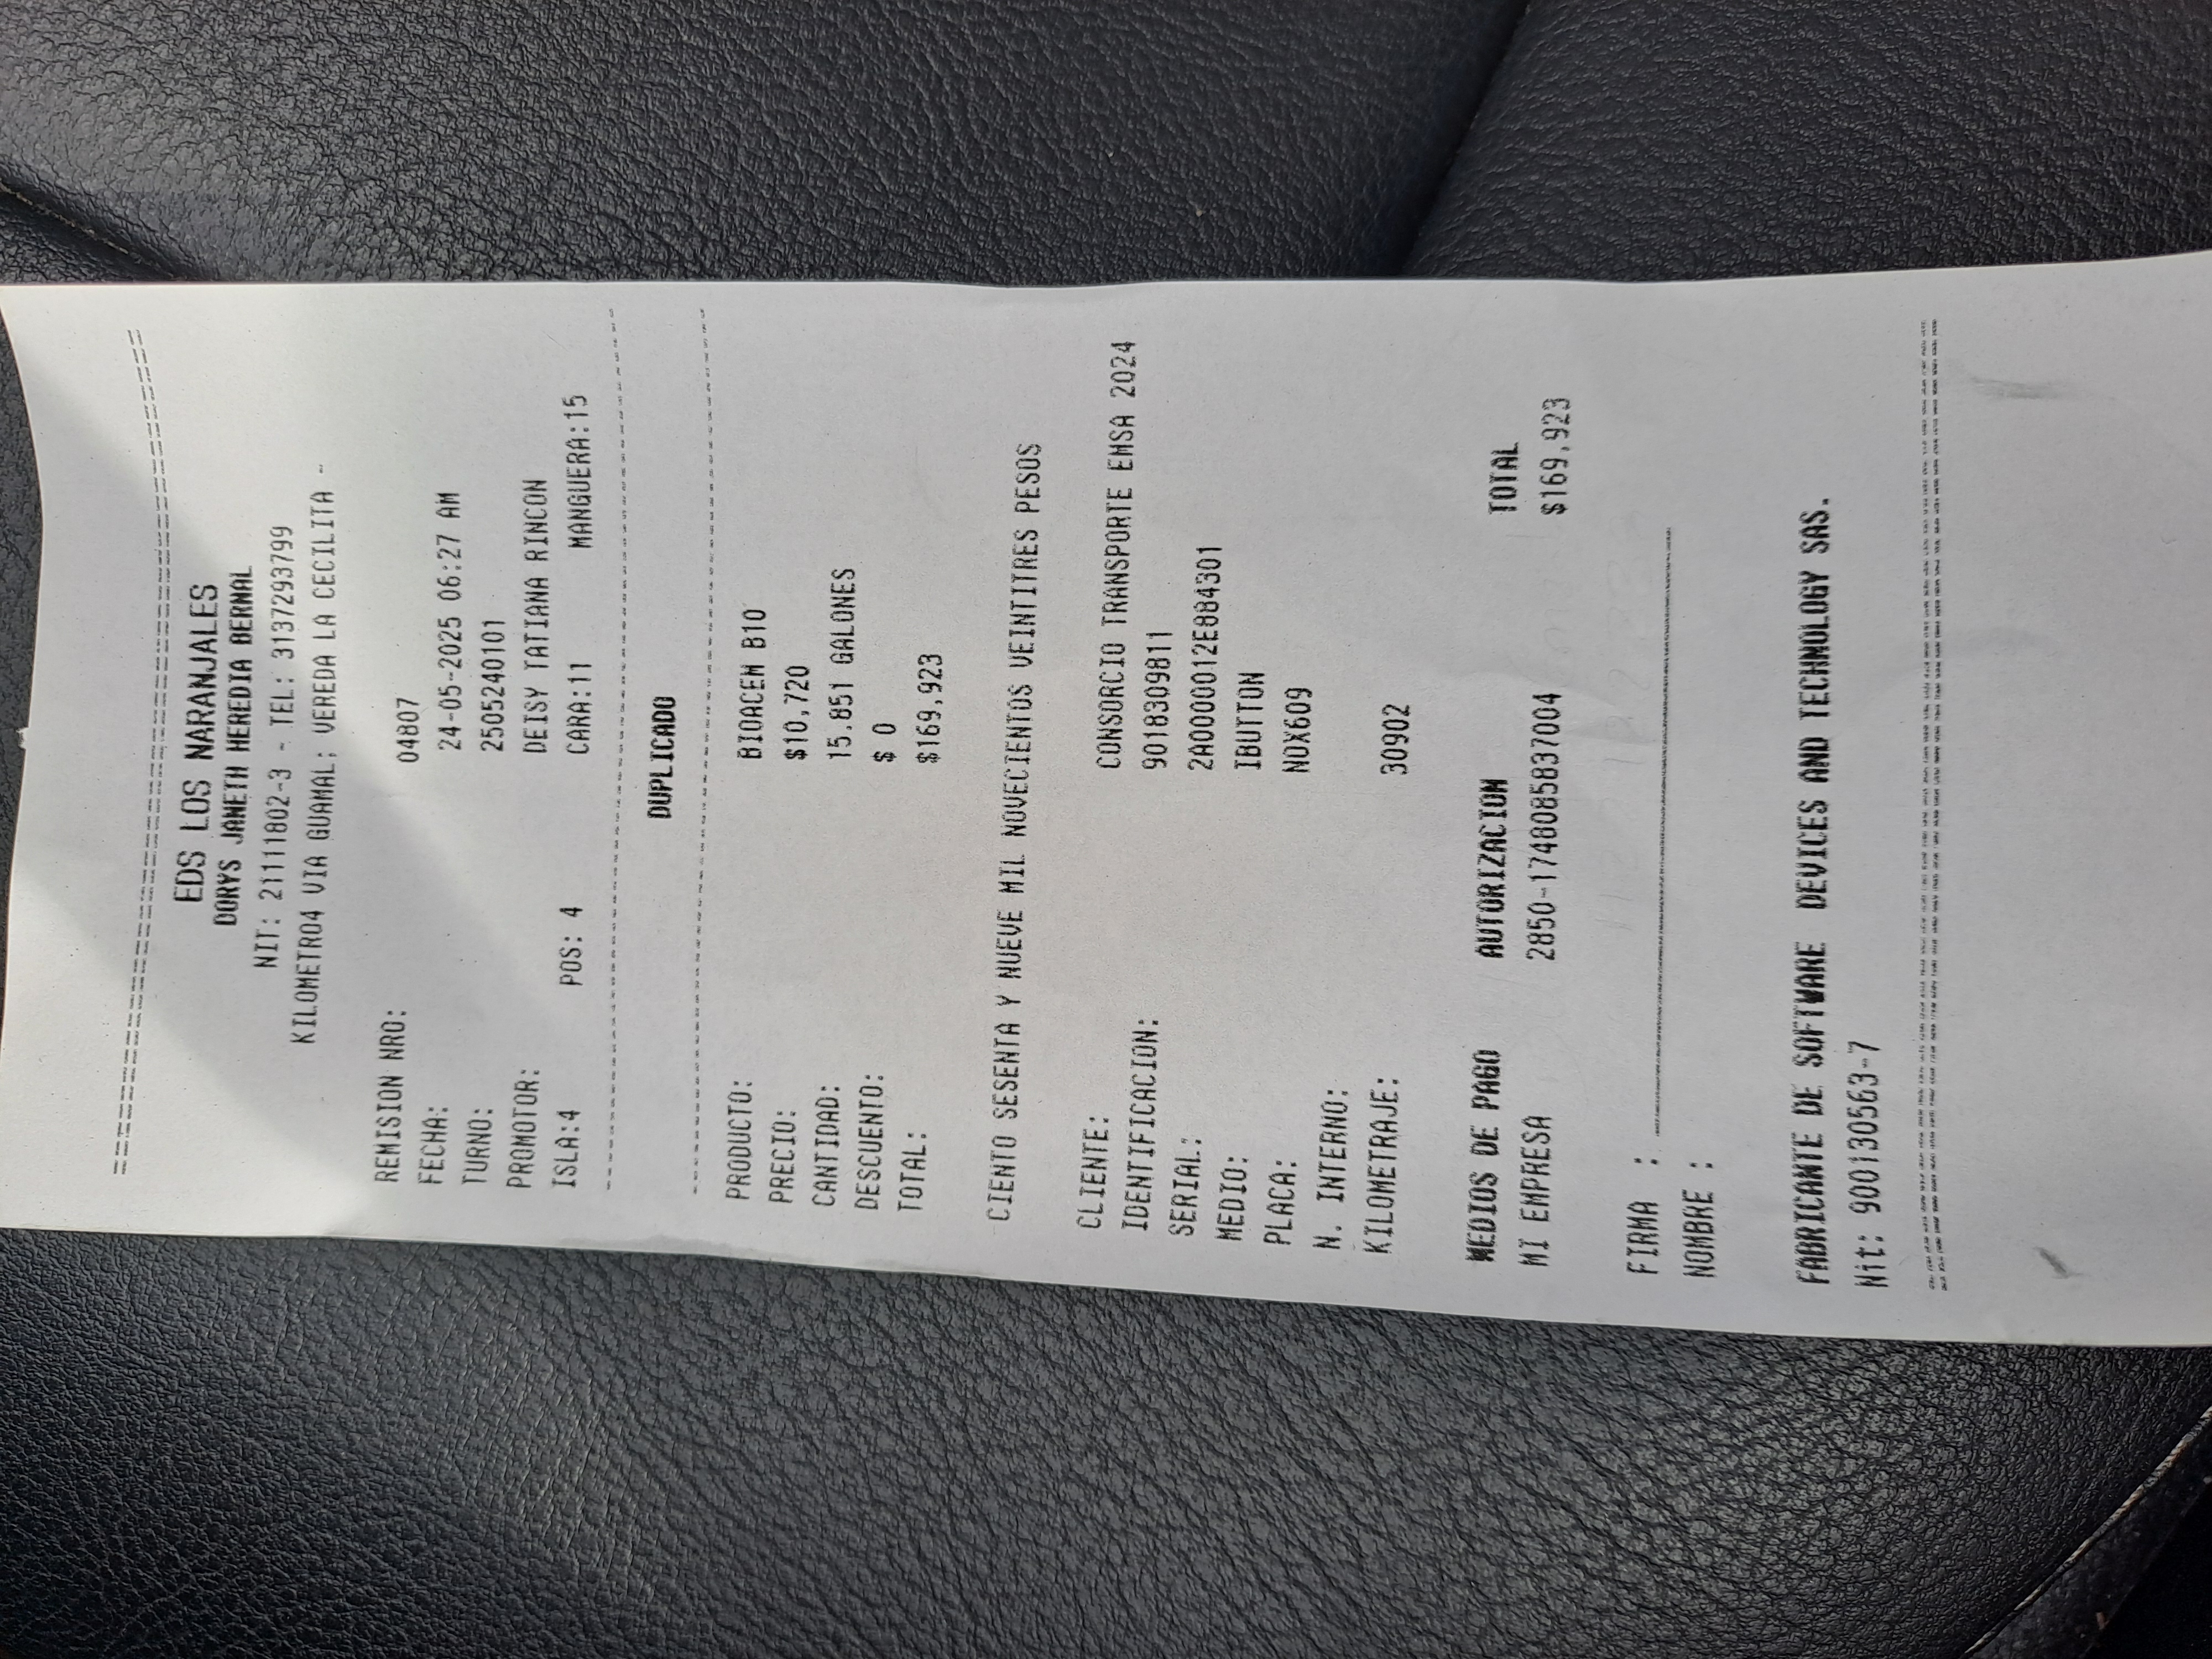 EDS LOS NARANJALES
DORYS JANETH HEREDIA BERNAL
NIT: 21111802-3 - TEL: 3137293799
KILOMETRO4 VIA GUAMAL; VEREDA LA CECILITA -
REMISION NRO: 04807
FECHA: 24-05-2025 06:27 AM
TURNO: 2505240101
PROMOTOR: DEISY TATIANA RINCON
ISLA:4 POS: 4 CARA:11 MANGUERA:15
DUPLICADO
PRODUCTO: BIOACEM B10
PRECIO: $10,720
CANTIDAD: 15.851 GALONES
DESCUENTO: $ 0
TOTAL: $169,923
CIENTO SESENTA Y NUEVE MIL NOVECIENTOS VEINTITRES PESOS
CLIENTE: CONSORCIO TRANSPORTE EMSA 2024
IDENTIFICACION: 9018309811
SERIAL: 2A0000012E884301
MEDIO: IBUTTON
PLACA: NOX609
N. INTERNO:
KILOMETRAJE: 30902
MEDIOS DE PAGO AUTORIZACION TOTAL
MI EMPRESA 2850-1748085837004 $169,923
FIRMA :
NOMBRE :
FABRICANTE DE SOFTWARE DEVICES AND TECHNOLOGY SAS.
Nit: 900130563-7